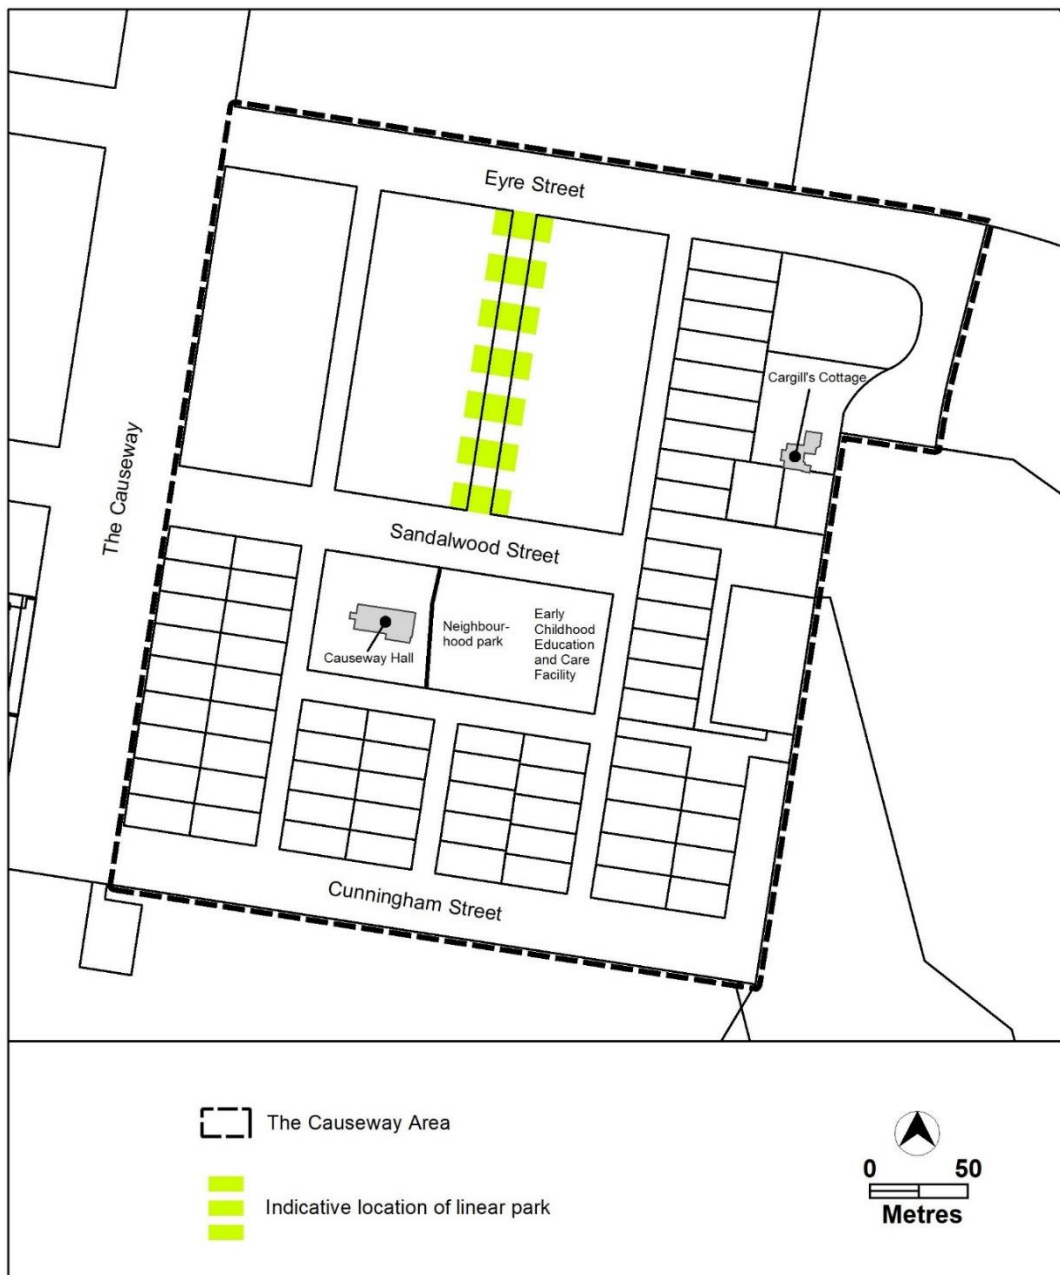 Eyre Street
Cargill's Cottage
The Causeway
Sandalwood Street
Causeway Hall
Neighbour-
hood park
Early
Childhood
Education
and Care
Facility
Cunningham Street
The Causeway Area
Indicative location of linear park
0 50
Metres